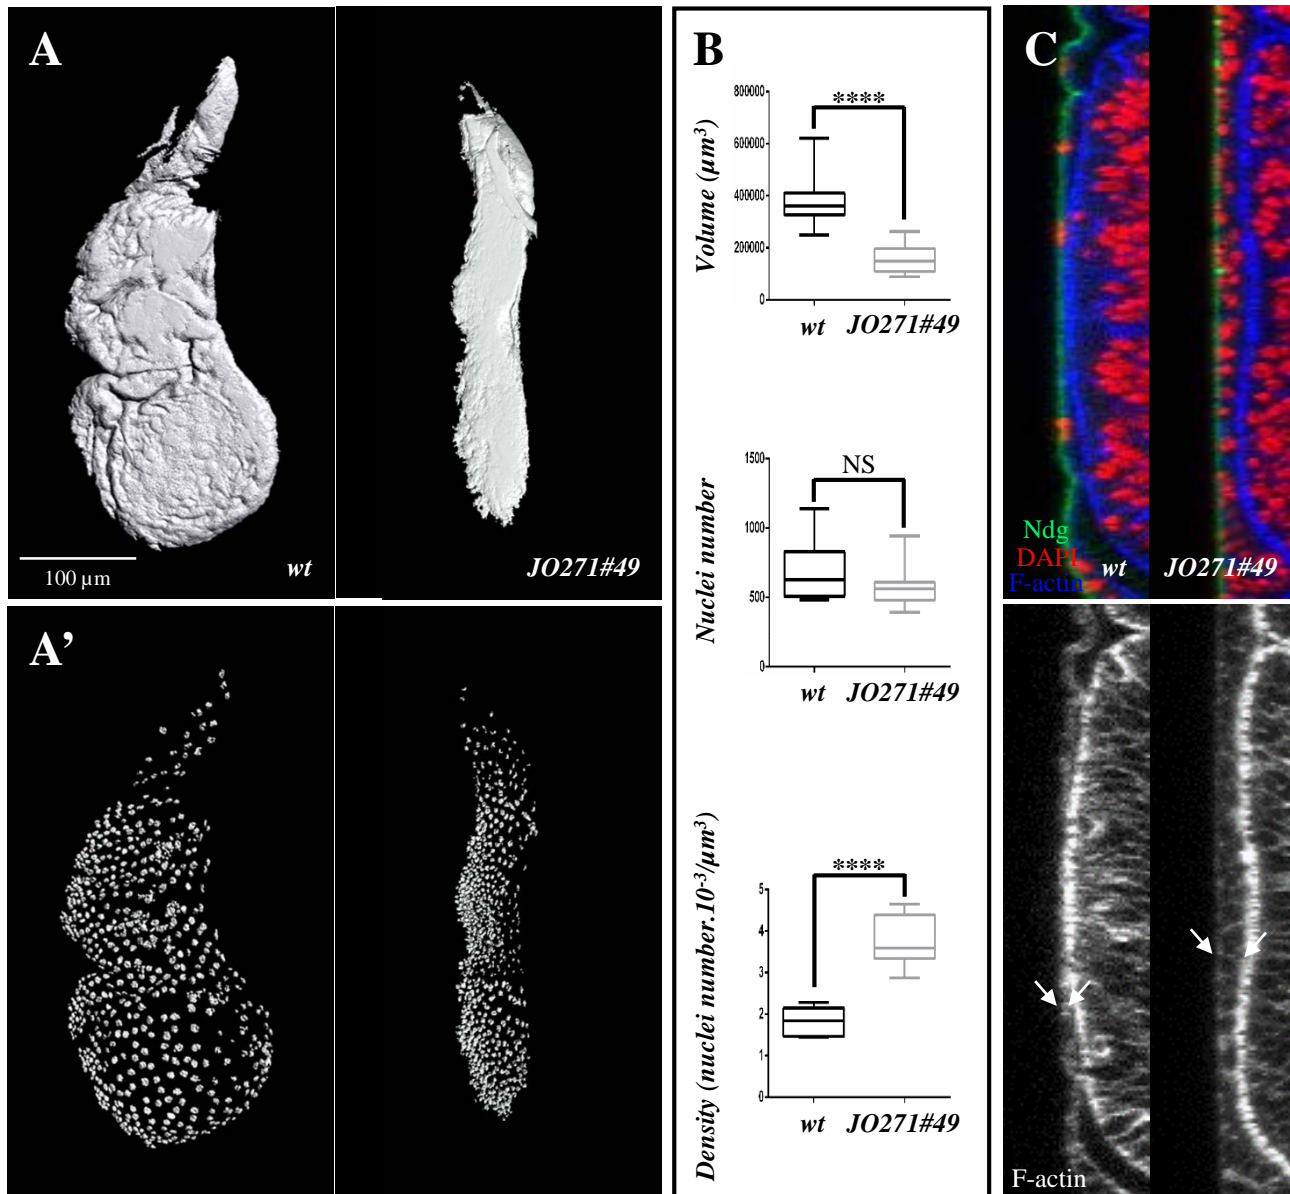 A
wt
100 µm
JO271#49
A’
B
Volume (µm³)
800000
600000
400000
200000
0
****
wt JO271#49
Nuclei number
1500
1000
500
0
NS
wt JO271#49
Density (nuclei number.10⁻³/µm³)
5
4
3
2
1
0
****
wt JO271#49
C
Ndg
DAPI
F-actin
wt
JO271#49
F-actin